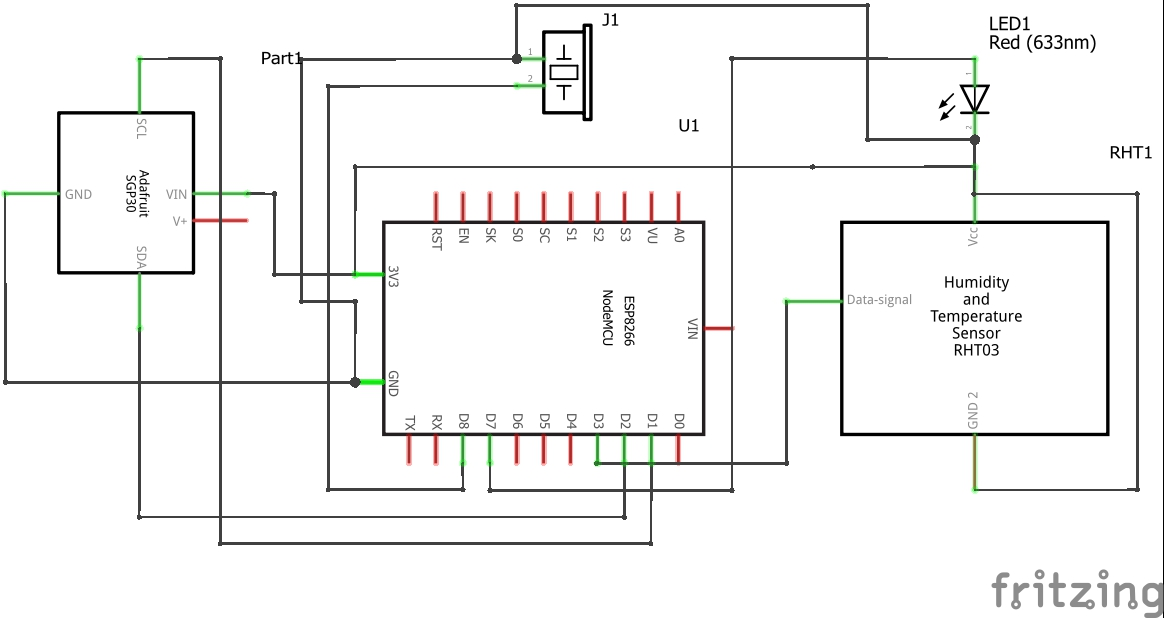 J1
LED1
Red (633nm)
Part1
1
2
1
2
U1
RHT1
SCL
Adafruit
SGP30
GND
VIN
V+
SDA
RST
EN
SK
S0
SC
S1
S2
S3
VU
A0
3V3
ESP8266
NodeMCU
VIN
GND
TX
RX
D8
D7
D6
D5
D4
D3
D2
D1
D0
Vcc
Data-signal
Humidity
and
Temperature
Sensor
RHT03
GND 2
fritzing